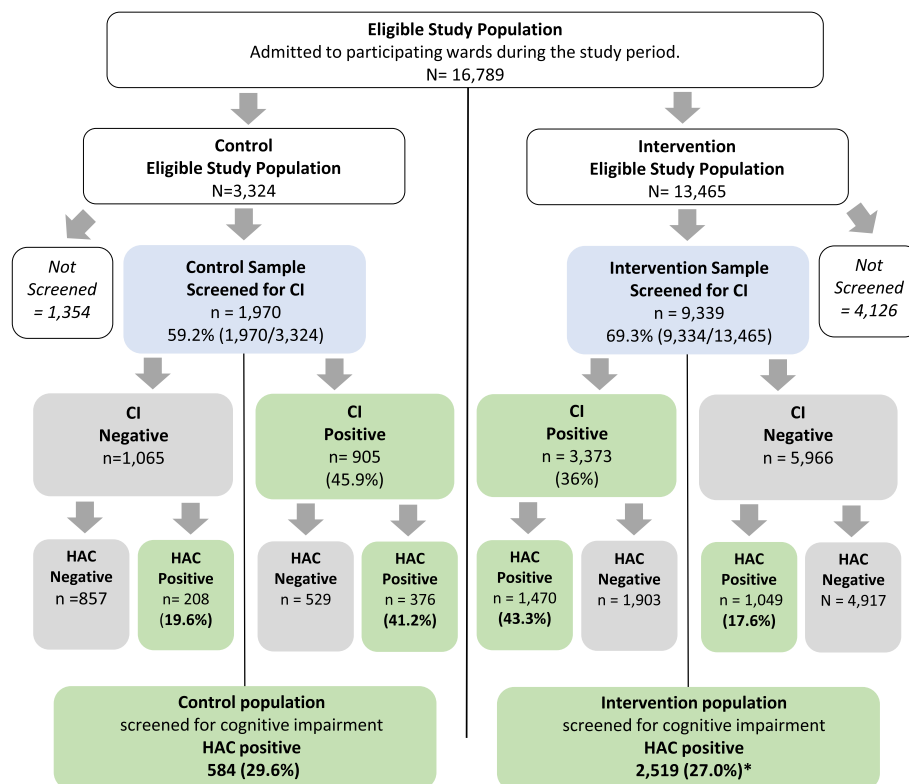 Eligible Study Population
Admitted to participating wards during the study period.
N= 16,789
Control
Eligible Study Population
N=3,324
Intervention
Eligible Study Population
N= 13,465
Not
Screened
= 1,354
Control Sample
Screened for CI
n = 1,970
59.2% (1,970/3,324)
Intervention Sample
Screened for CI
n = 9,339
69.3% (9,334/13,465)
Not
Screened
= 4,126
CI
Negative
n=1,065
CI
Positive
n= 905
(45.9%)
CI
Positive
n = 3,373
(36%)
CI
Negative
n = 5,966
HAC
Negative
n =857
HAC
Positive
n= 208
(19.6%)
HAC
Negative
n = 529
HAC
Positive
n = 376
(41.2%)
HAC
Positive
n = 1,470
(43.3%)
HAC
Negative
n = 1,903
HAC
Positive
n = 1,049
(17.6%)
HAC
Negative
N = 4,917
Control population
screened for cognitive impairment
HAC positive
584 (29.6%)
Intervention population
screened for cognitive impairment
HAC positive
2,519 (27.0%)*